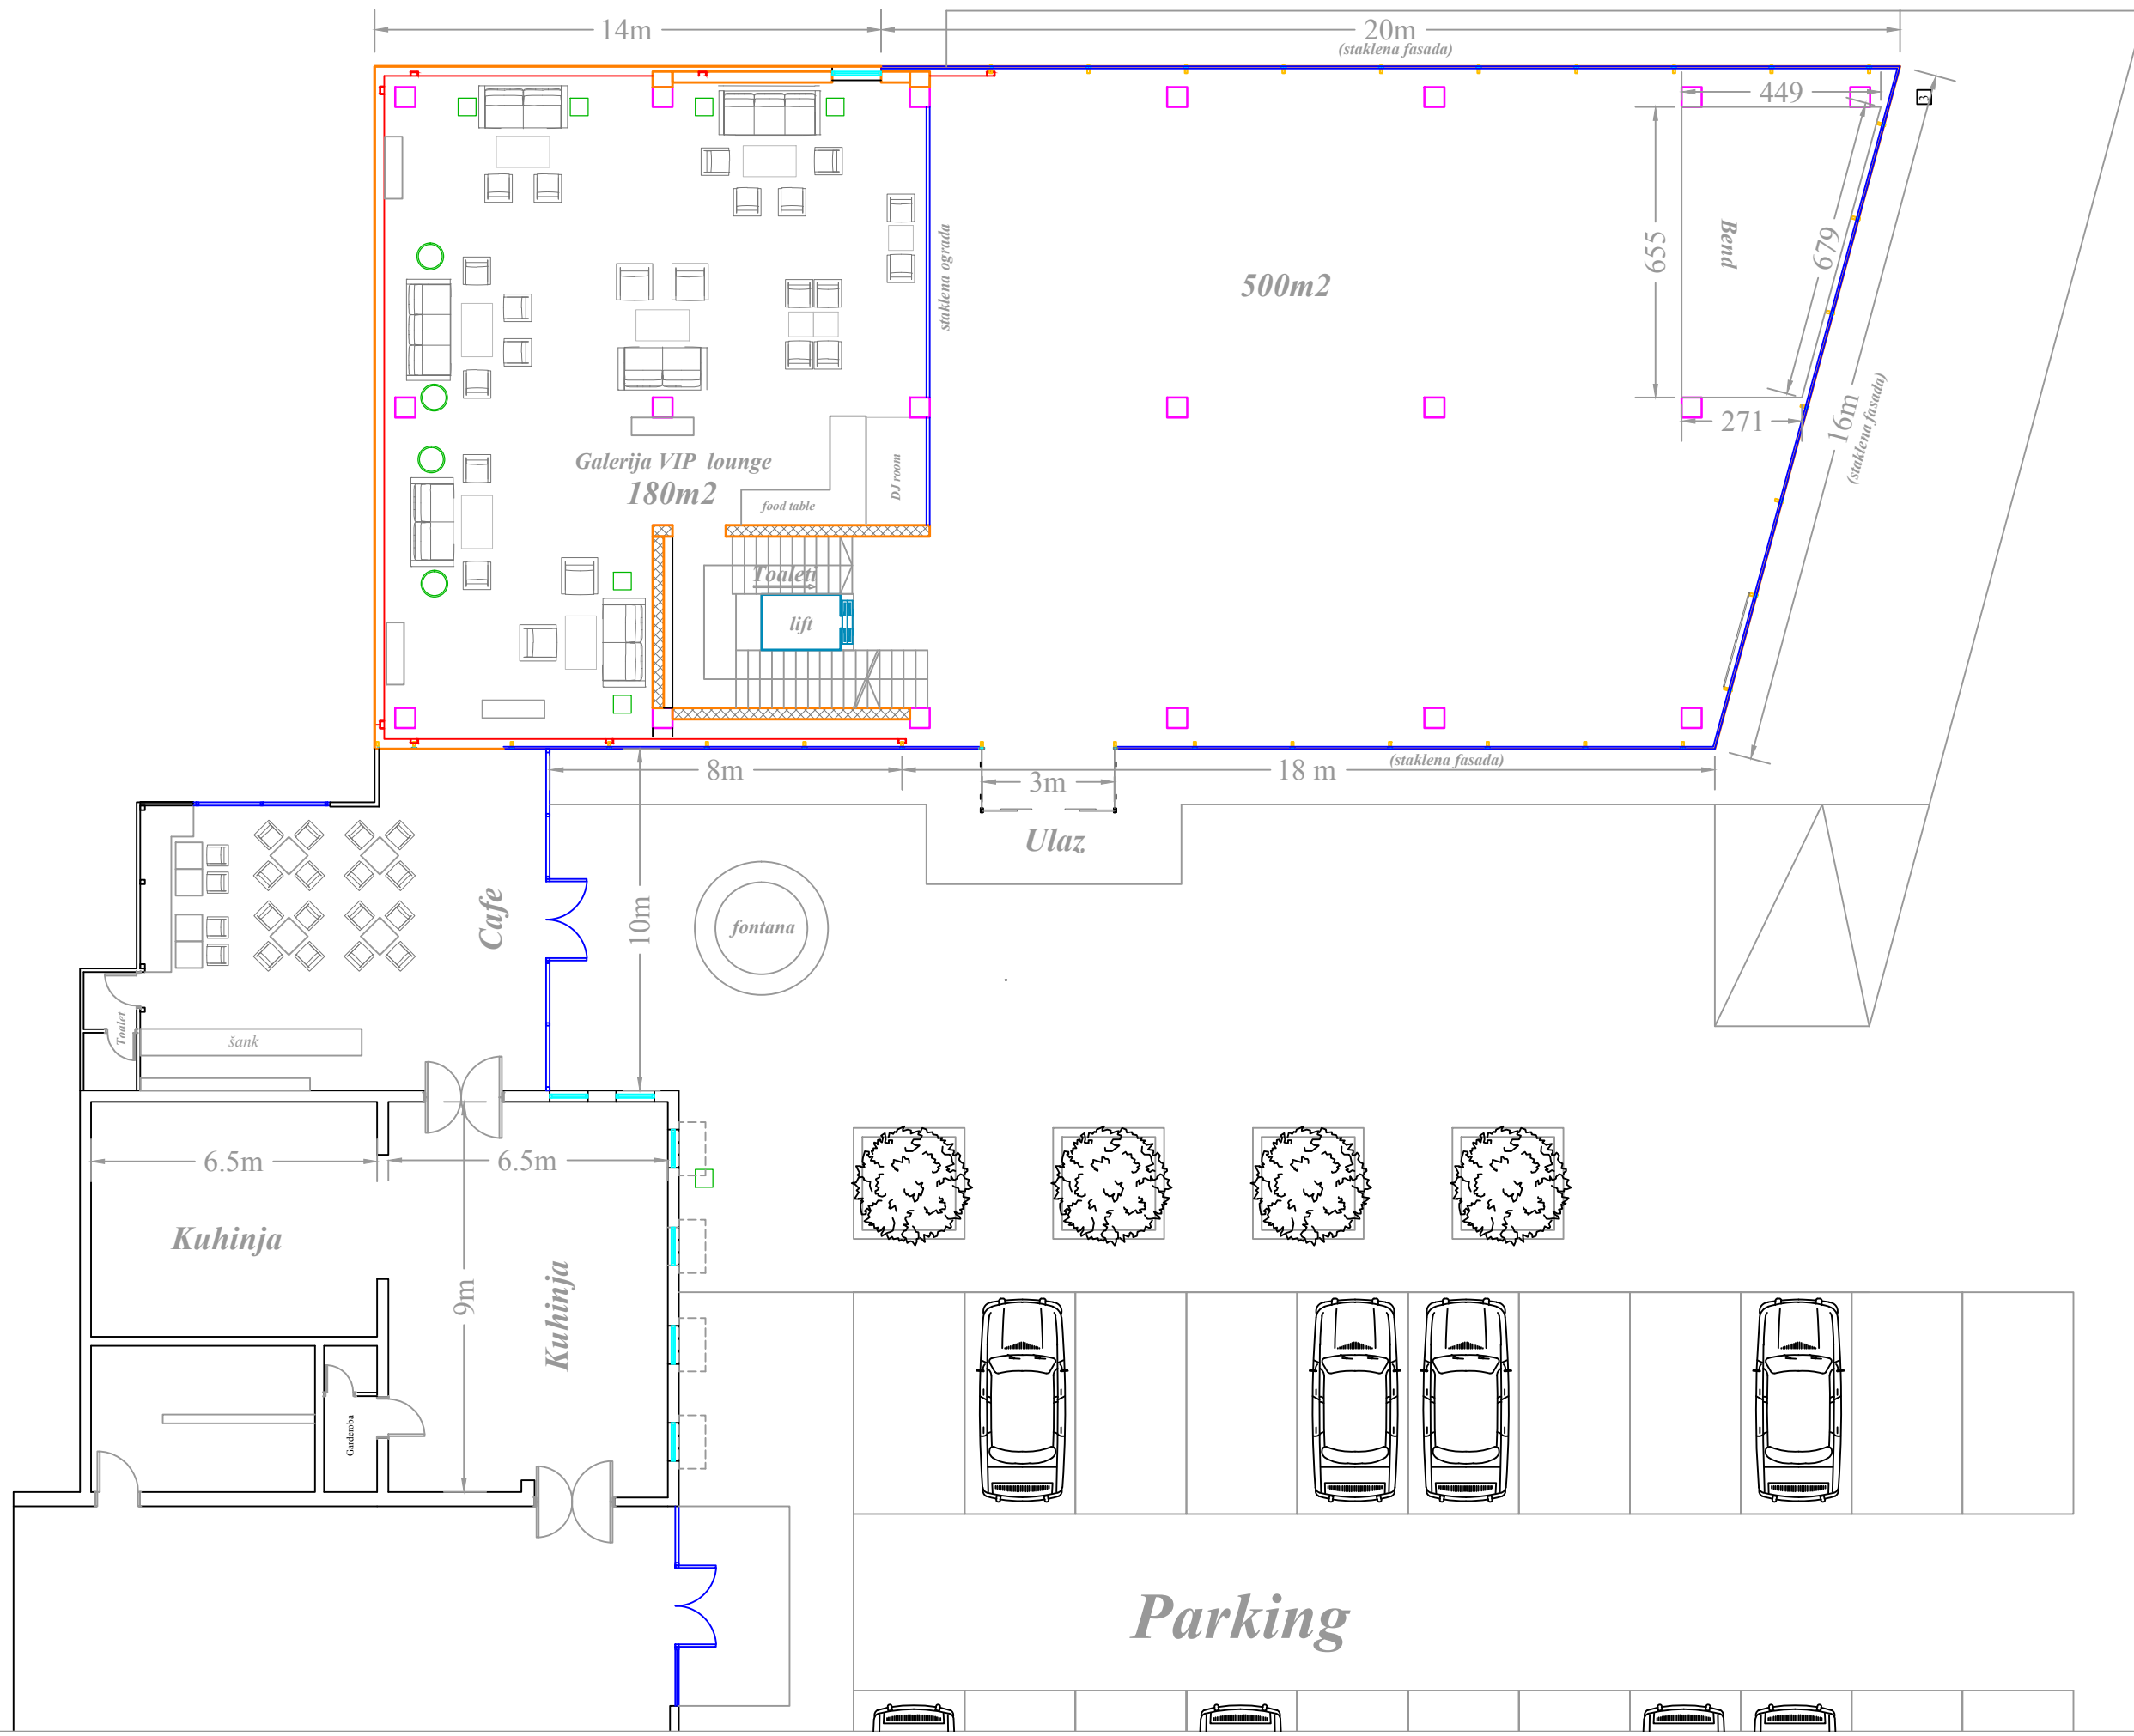 14m
20m
(staklena fasada)
449
3
655
Bend
679
staklena ograda
500m2
271
16m
(staklena fasada)
Galerija VIP lounge
180m2
DJ room
food table
Toaleti
lift
8m
3m
18 m
(staklena fasada)
Ulaz
Cafe
10m
fontana
Toalet
šank
6.5m
6.5m
Kuhinja
9m
Kuhinja
Garderoba
Parking